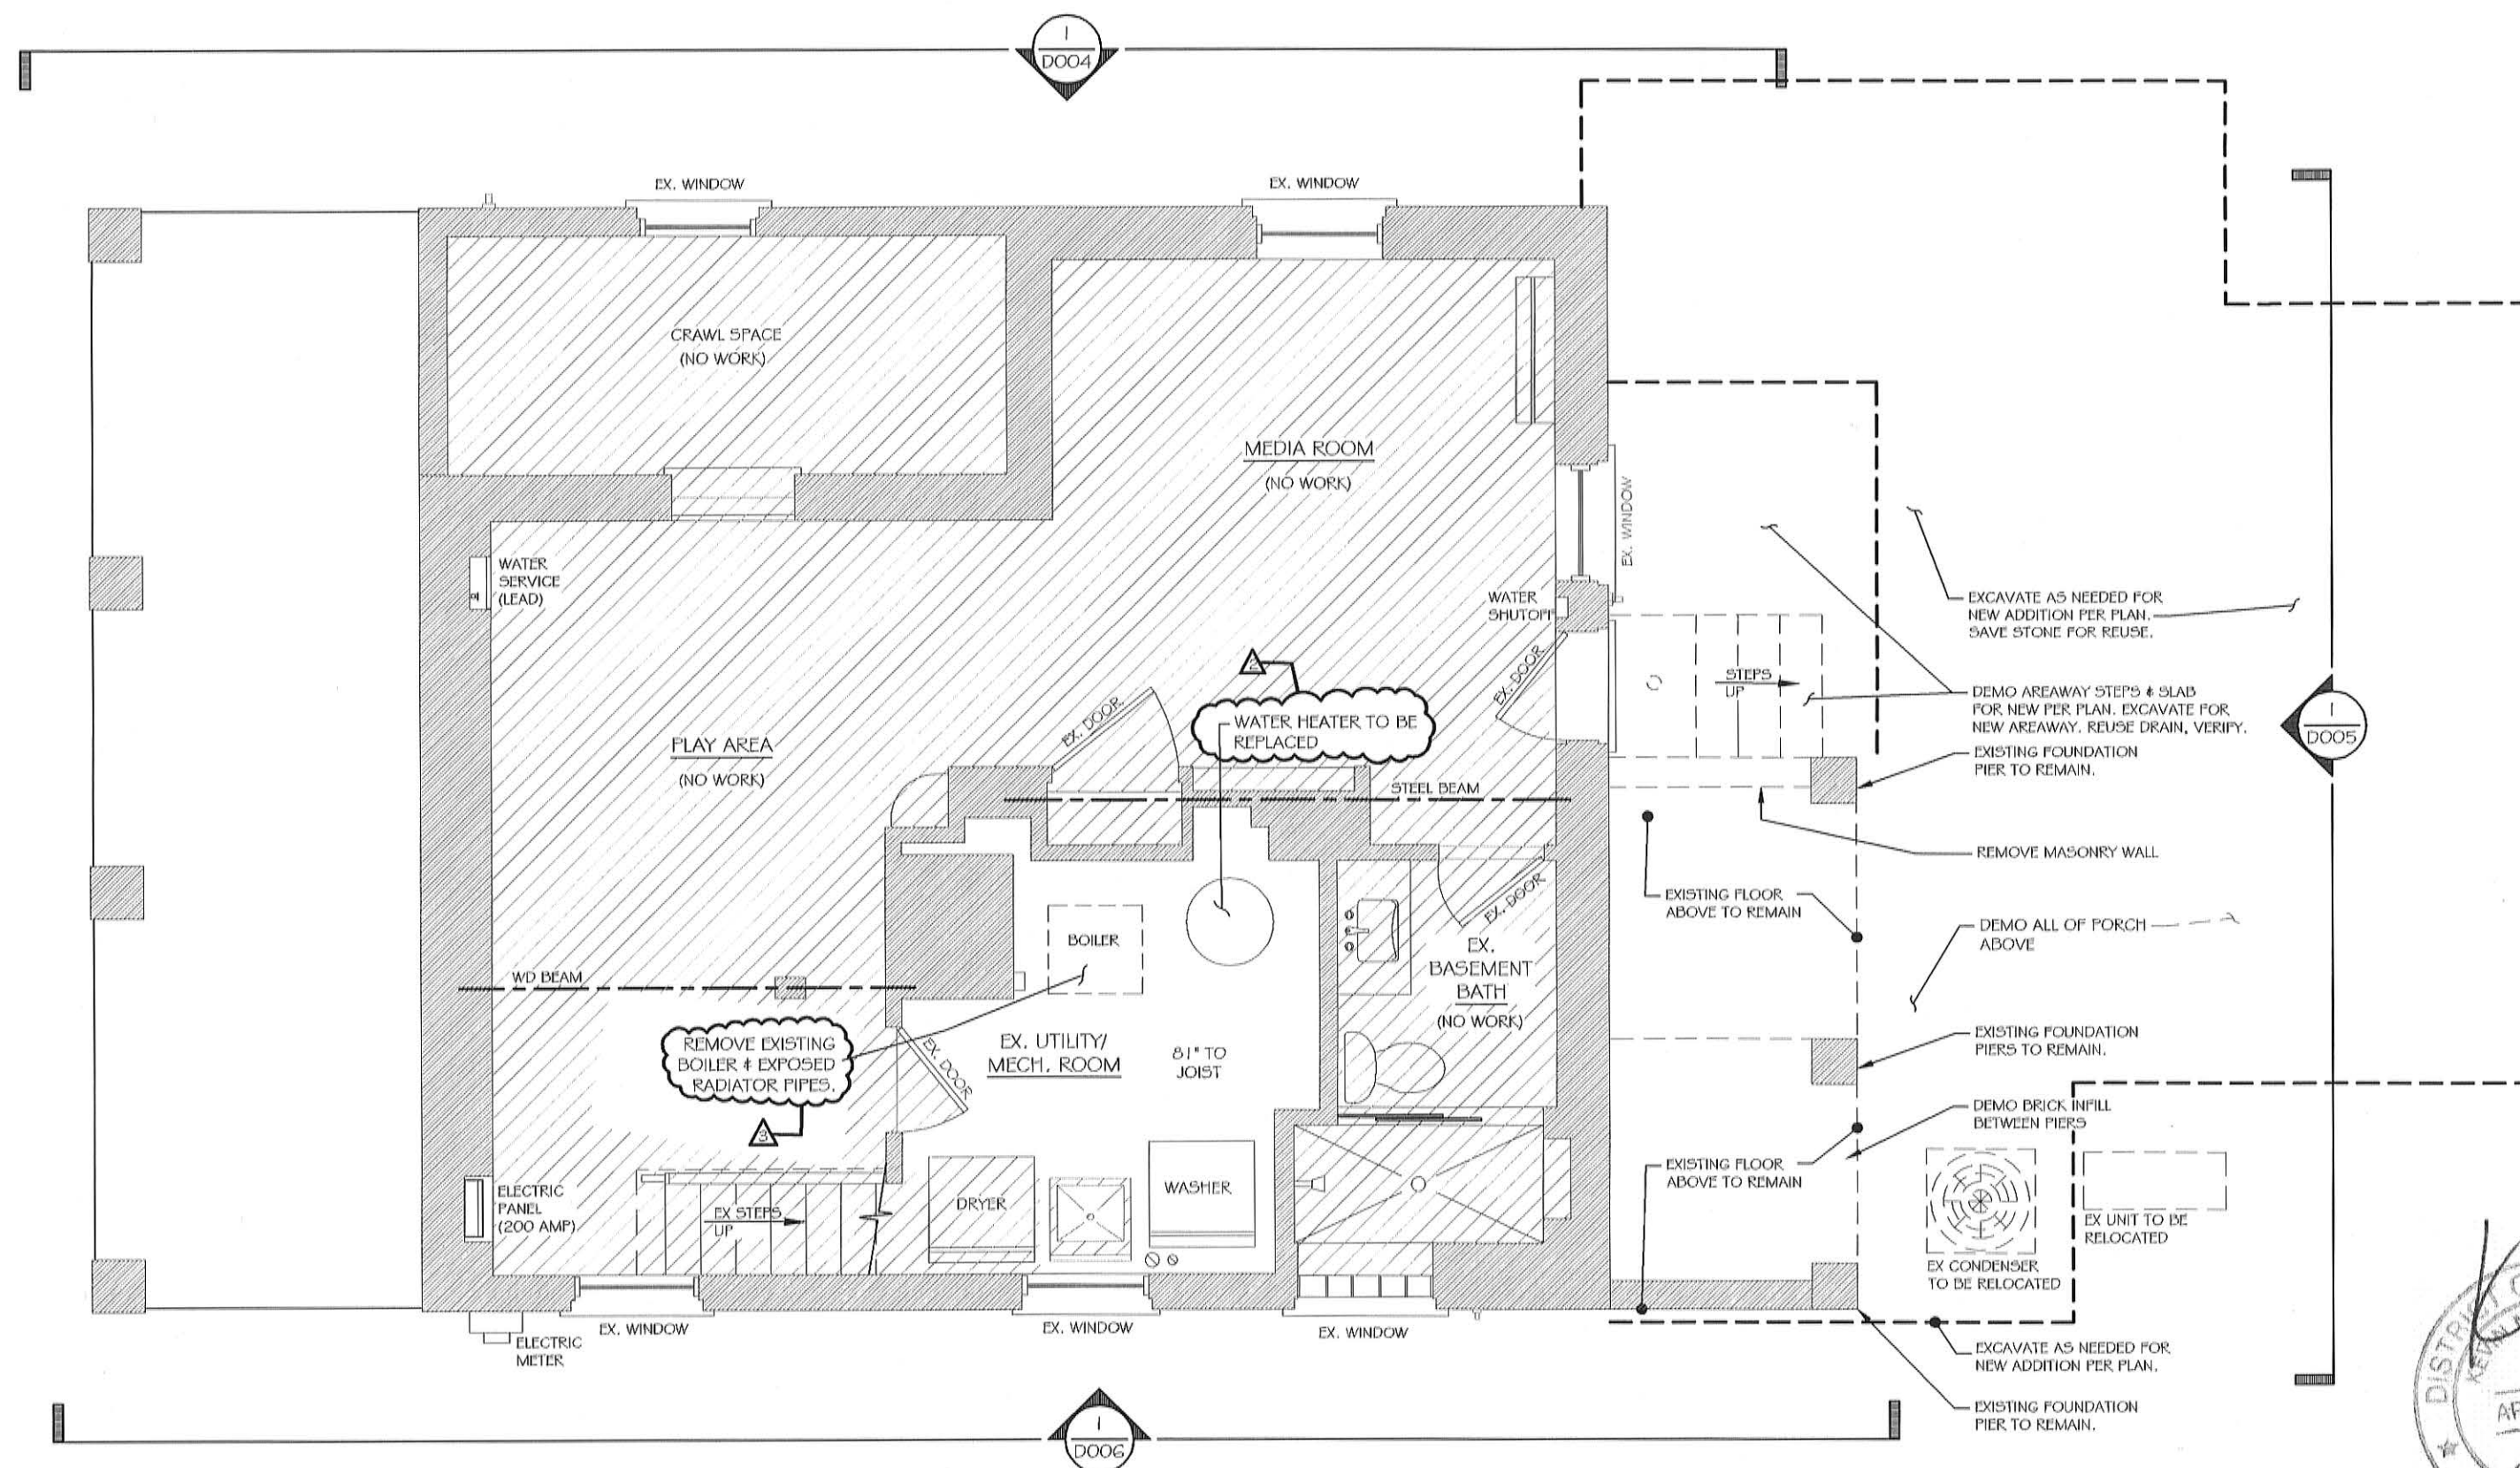 1
D004
EX. WINDOW
EX. WINDOW
CRAWL SPACE
(NO WORK)
MEDIA ROOM
(NO WORK)
EX. WINDOW
WATER
SERVICE
(LEAD)
WATER
SHUTOFF
EX. DOOR
STEPS
UP
EXCAVATE AS NEEDED FOR
NEW ADDITION PER PLAN.
SAVE STONE FOR REUSE.
DEMO AREAWAY STEPS & SLAB
FOR NEW PER PLAN. EXCAVATE FOR
NEW AREAWAY. REUSE DRAIN, VERIFY.
1
D005
2
WATER HEATER TO BE
REPLACED
EX. DOOR
PLAY AREA
(NO WORK)
EXISTING FOUNDATION
PIER TO REMAIN.
STEEL BEAM
REMOVE MASONRY WALL
EXISTING FLOOR
ABOVE TO REMAIN
EX. DOOR
DEMO ALL OF PORCH
ABOVE
BOILER
EX.
BASEMENT
BATH
(NO WORK)
WD BEAM
REMOVE EXISTING
BOILER & EXPOSED
RADIATOR PIPES.
3
EX. DOOR
EX. UTILITY/
MECH. ROOM
81" TO
JOIST
EXISTING FOUNDATION
PIERS TO REMAIN.
DEMO BRICK INFILL
BETWEEN PIERS
EXISTING FLOOR
ABOVE TO REMAIN
ELECTRIC
PANEL
(200 AMP)
EX STEPS
UP
DRYER
WASHER
EX UNIT TO BE
RELOCATED
EX CONDENSER
TO BE RELOCATED
EX. WINDOW
EX. WINDOW
EX. WINDOW
ELECTRIC
METER
EXCAVATE AS NEEDED FOR
NEW ADDITION PER PLAN.
EXISTING FOUNDATION
PIER TO REMAIN.
1
D006
DISTRICT